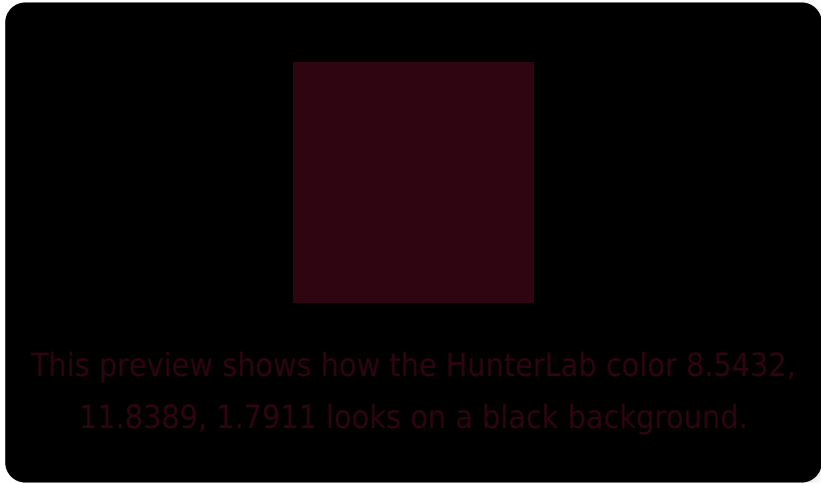 This preview shows how the HunterLab color 8.5432,
11.8389, 1.7911 looks on a black background.